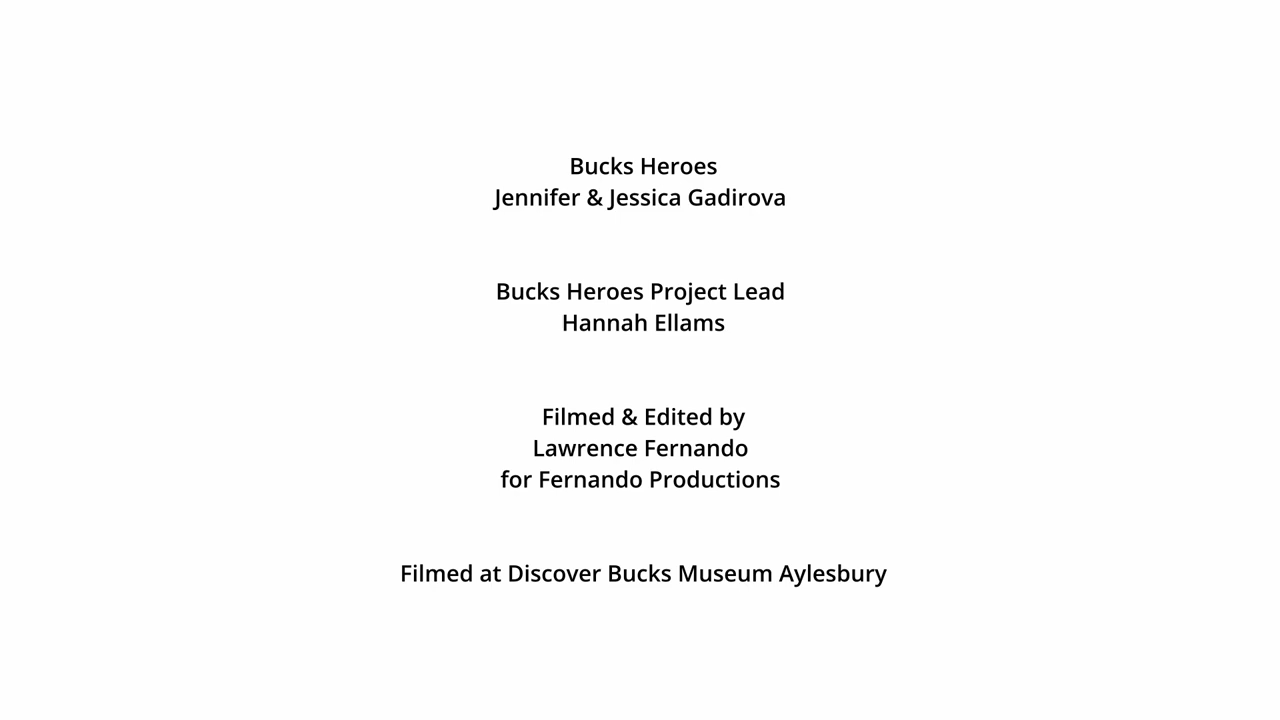 Bucks Heroes
Jennifer & Jessica Gadirova
Bucks Heroes Project Lead
Hannah Ellams
Filmed & Edited by
Lawrence Fernando
for Fernando Productions
Filmed at Discover Bucks Museum Aylesbury